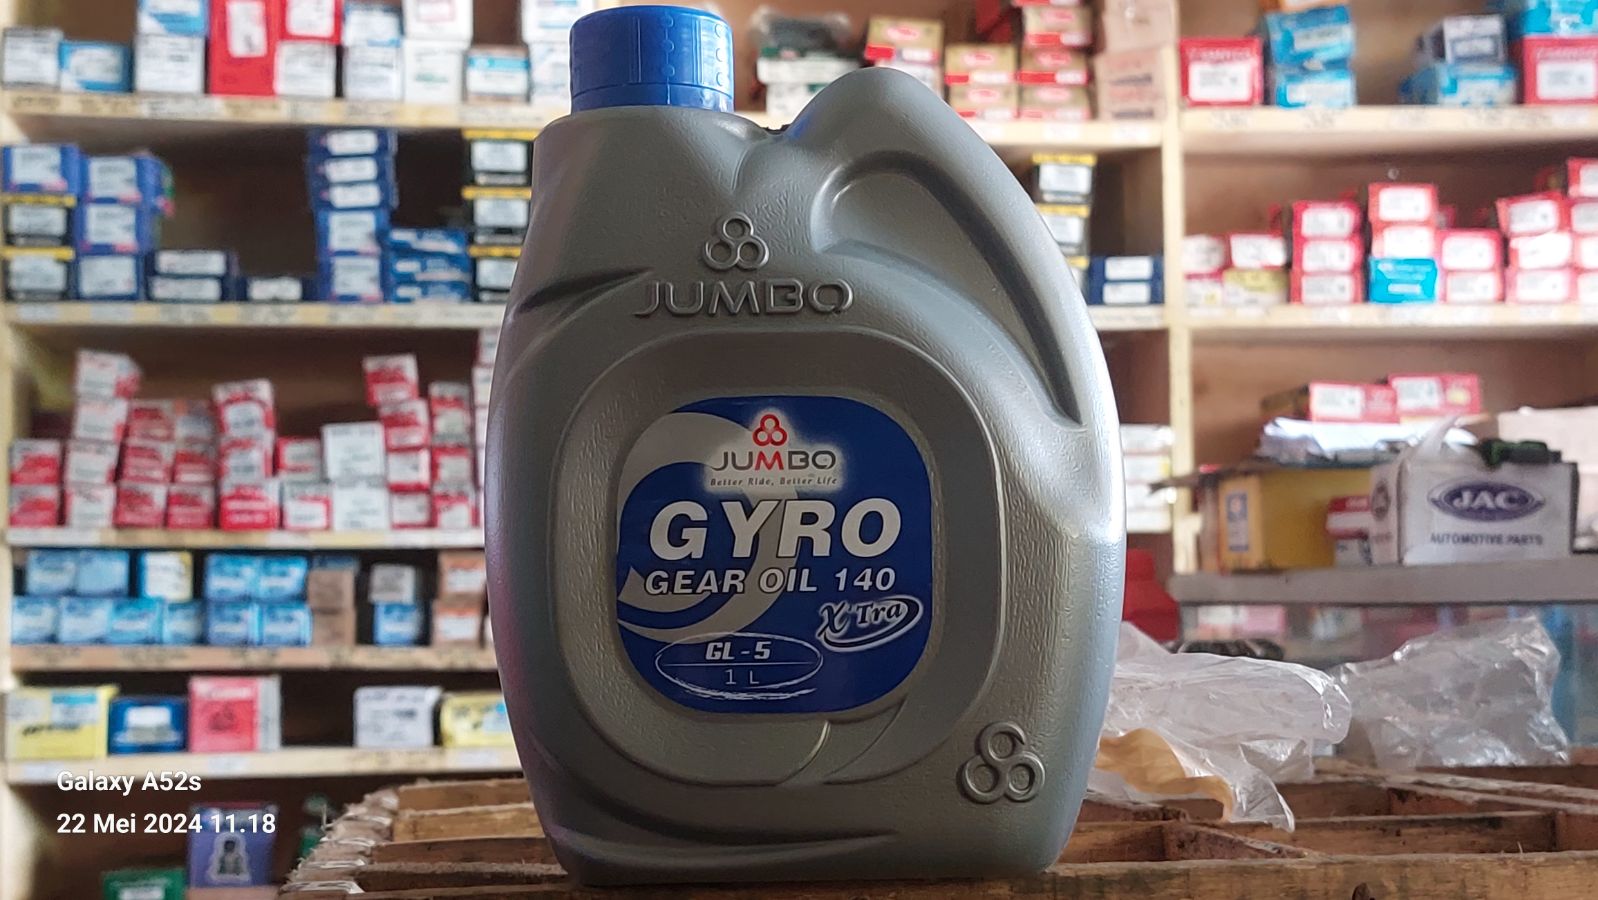 JUMBO
JUMBO
Better Ride, Better Life
GYRO
GEAR OIL 140
X-Tra
GL-5
1 L
JAC
AUTOMOTIVE PARTS
Galaxy A52s
22 Mei 2024 11.18